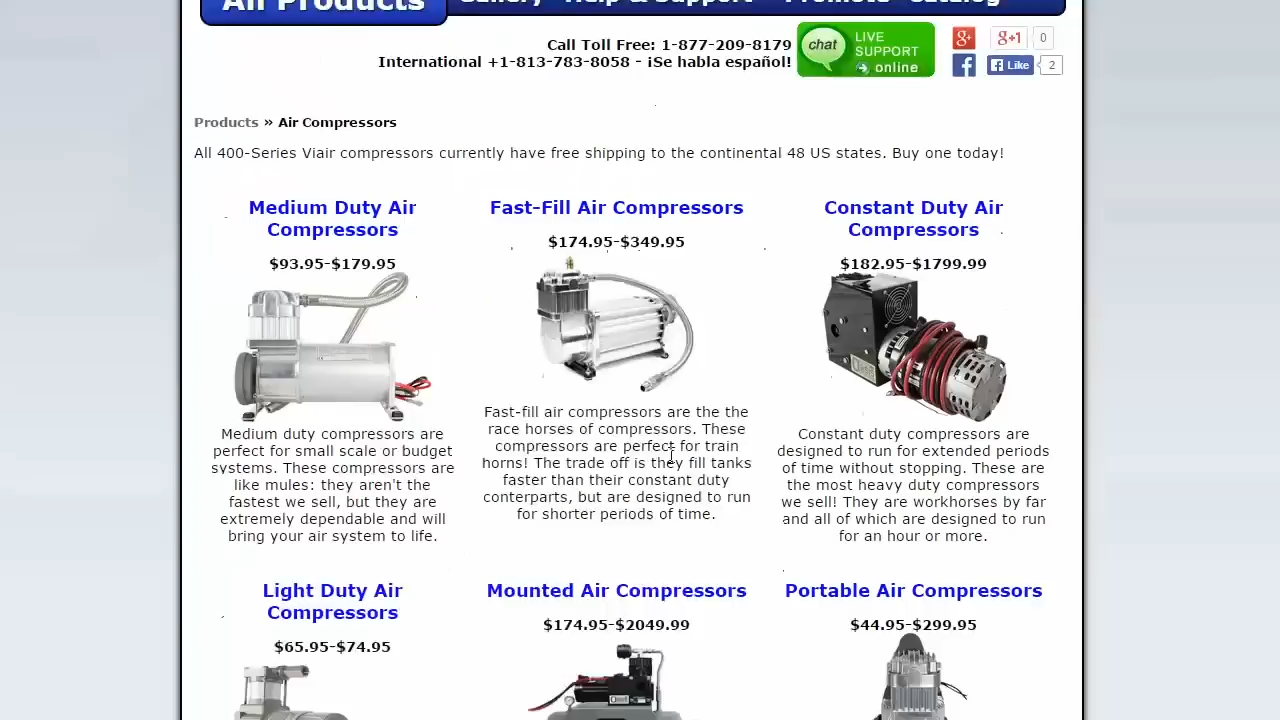 All Products
Gallery Help & Support Promote Catalog
Call Toll Free: 1-877-209-8179
International +1-813-783-8058 - ¡Se habla español!
chat
LIVE
SUPPORT
online
g+
g+1 0
f
Like 2
Products » Air Compressors
All 400-Series Viair compressors currently have free shipping to the continental 48 US states. Buy one today!
Medium Duty Air
Compressors
$93.95-$179.95
Medium duty compressors are
perfect for small scale or budget
systems. These compressors are
like mules: they aren't the
fastest we sell, but they are
extremely dependable and will
bring your air system to life.
Fast-Fill Air Compressors
$174.95-$349.95
Fast-fill air compressors are the the
race horses of compressors. These
compressors are perfect for train
horns! The trade off is they fill tanks
faster than their constant duty
conterparts, but are designed to run
for shorter periods of time.
Constant Duty Air
Compressors
$182.95-$1799.99
Constant duty compressors are
designed to run for extended periods
of time without stopping. These are
the most heavy duty compressors
we sell! They are workhorses by far
and all of which are designed to run
for an hour or more.
Light Duty Air
Compressors
$65.95-$74.95
Mounted Air Compressors
$174.95-$2049.99
Portable Air Compressors
$44.95-$299.95